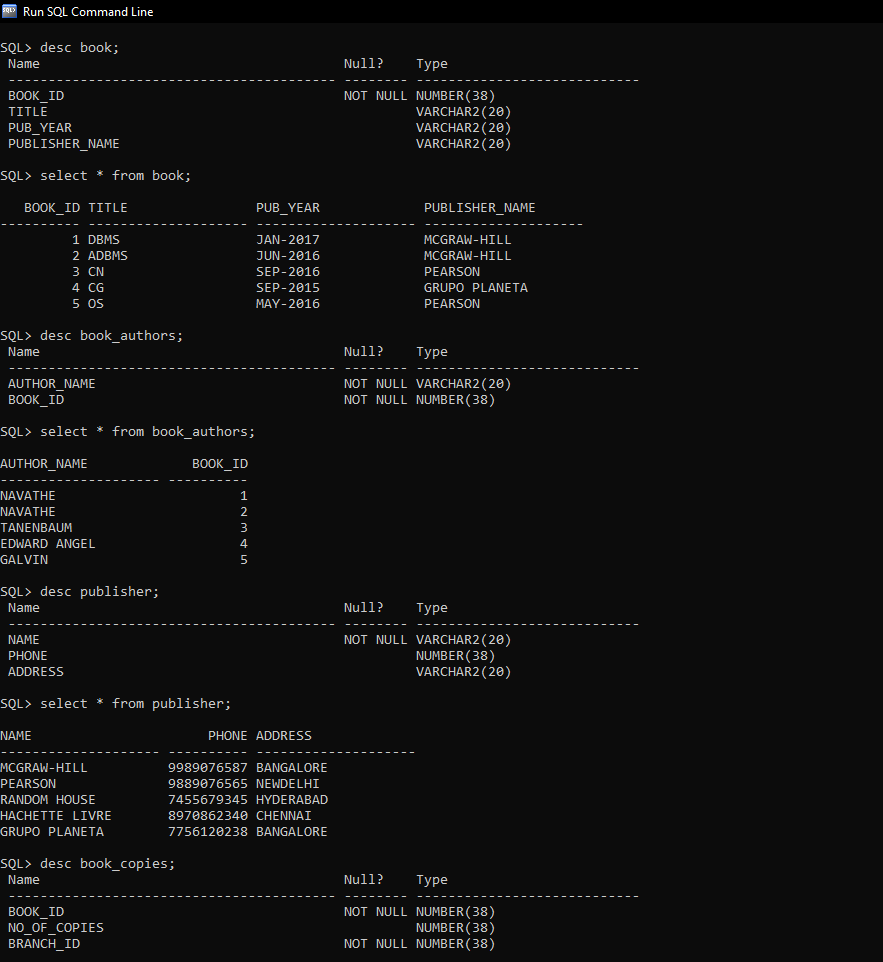 Run SQL Command Line
SQL> desc book;
 Name                                      Null?    Type
 ----------------------------------------- -------- ----------------------------
 BOOK_ID                                   NOT NULL NUMBER(38)
 TITLE                                              VARCHAR2(20)
 PUB_YEAR                                           VARCHAR2(20)
 PUBLISHER_NAME                                     VARCHAR2(20)
SQL> select * from book;
   BOOK_ID TITLE                PUB_YEAR             PUBLISHER_NAME
---------- -------------------- -------------------- --------------------
         1 DBMS                 JAN-2017             MCGRAW-HILL
         2 ADBMS                JUN-2016             MCGRAW-HILL
         3 CN                   SEP-2016             PEARSON
         4 CG                   SEP-2015             GRUPO PLANETA
         5 OS                   MAY-2016             PEARSON
SQL> desc book_authors;
 Name                                      Null?    Type
 ----------------------------------------- -------- ----------------------------
 AUTHOR_NAME                               NOT NULL VARCHAR2(20)
 BOOK_ID                                   NOT NULL NUMBER(38)
SQL> select * from book_authors;
AUTHOR_NAME             BOOK_ID
-------------------- ----------
NAVATHE                       1
NAVATHE                       2
TANENBAUM                     3
EDWARD ANGEL                  4
GALVIN                        5
SQL> desc publisher;
 Name                                      Null?    Type
 ----------------------------------------- -------- ----------------------------
 NAME                                      NOT NULL VARCHAR2(20)
 PHONE                                              NUMBER(38)
 ADDRESS                                            VARCHAR2(20)
SQL> select * from publisher;
NAME                      PHONE ADDRESS
-------------------- ---------- --------------------
MCGRAW-HILL          9989076587 BANGALORE
PEARSON              9889076565 NEWDELHI
RANDOM HOUSE         7455679345 HYDERABAD
HACHETTE LIVRE       8970862340 CHENNAI
GRUPO PLANETA        7756120238 BANGALORE
SQL> desc book_copies;
 Name                                      Null?    Type
 ----------------------------------------- -------- ----------------------------
 BOOK_ID                                   NOT NULL NUMBER(38)
 NO_OF_COPIES                                       NUMBER(38)
 BRANCH_ID                                 NOT NULL NUMBER(38)